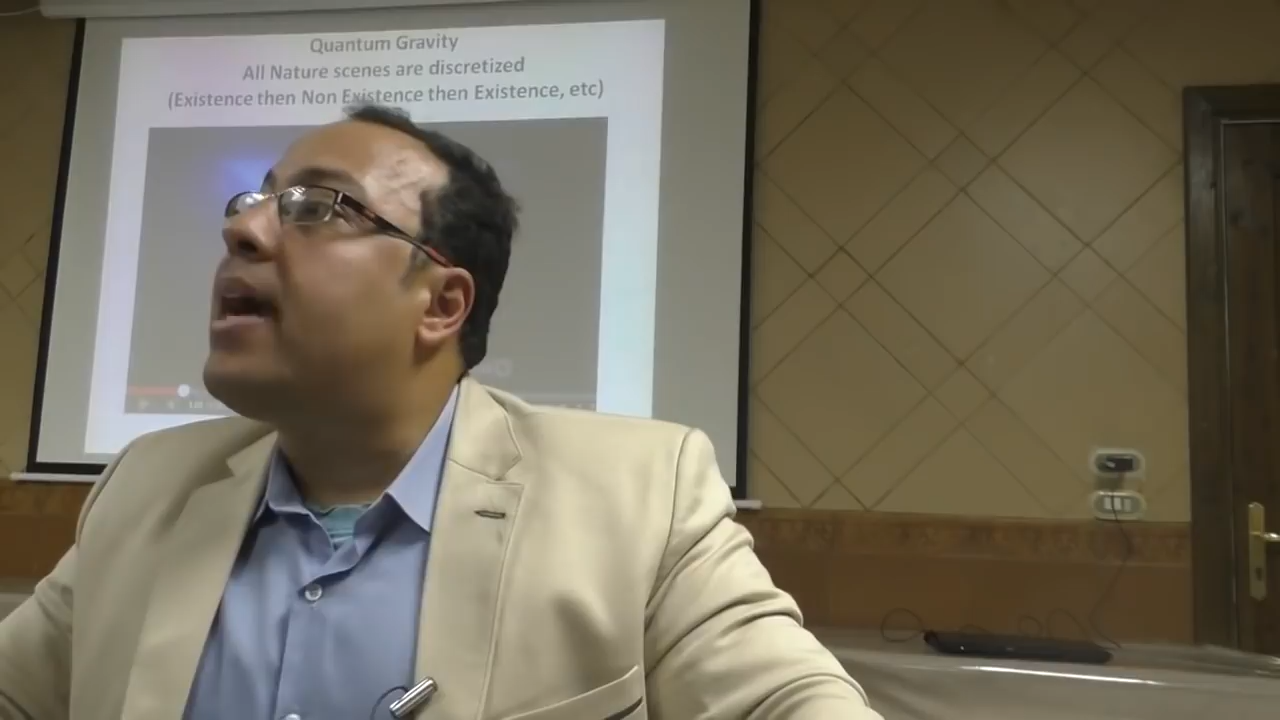 Quantum Gravity
All Nature scenes are discretized
(Existence then Non Existence then Existence, etc)